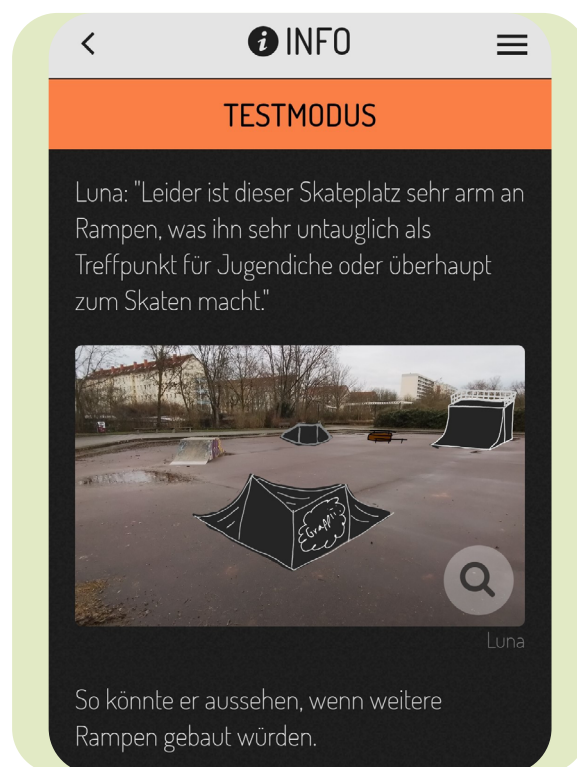 INFO
TESTMODUS
Luna: "Leider ist dieser Skateplatz sehr arm an
Rampen, was ihn sehr untauglich als
Treffpunkt für Jugendiche oder überhaupt
zum Skaten macht."
Graffii
Luna
So könnte er aussehen, wenn weitere
Rampen gebaut würden.